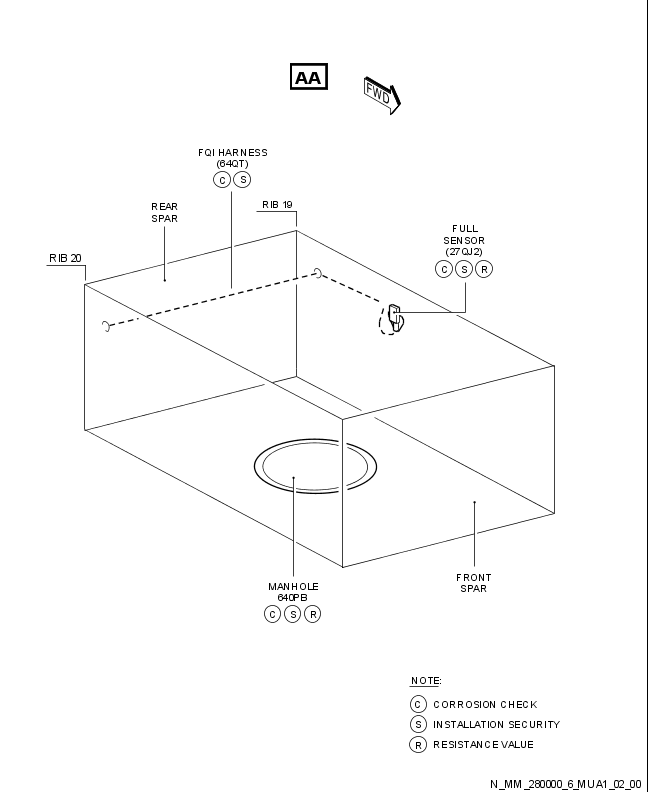 AA
FWD
FQI HARNESS
(64QT)
C S
REAR
SPAR
RIB 19
RIB 20
FULL
SENSOR
(27QJ2)
C S R
MANHOLE
640PB
C S R
FRONT
SPAR
NOTE:
C CORROSION CHECK
S INSTALLATION SECURITY
R RESISTANCE VALUE
N_MM_280000_6_MUA1_02_00